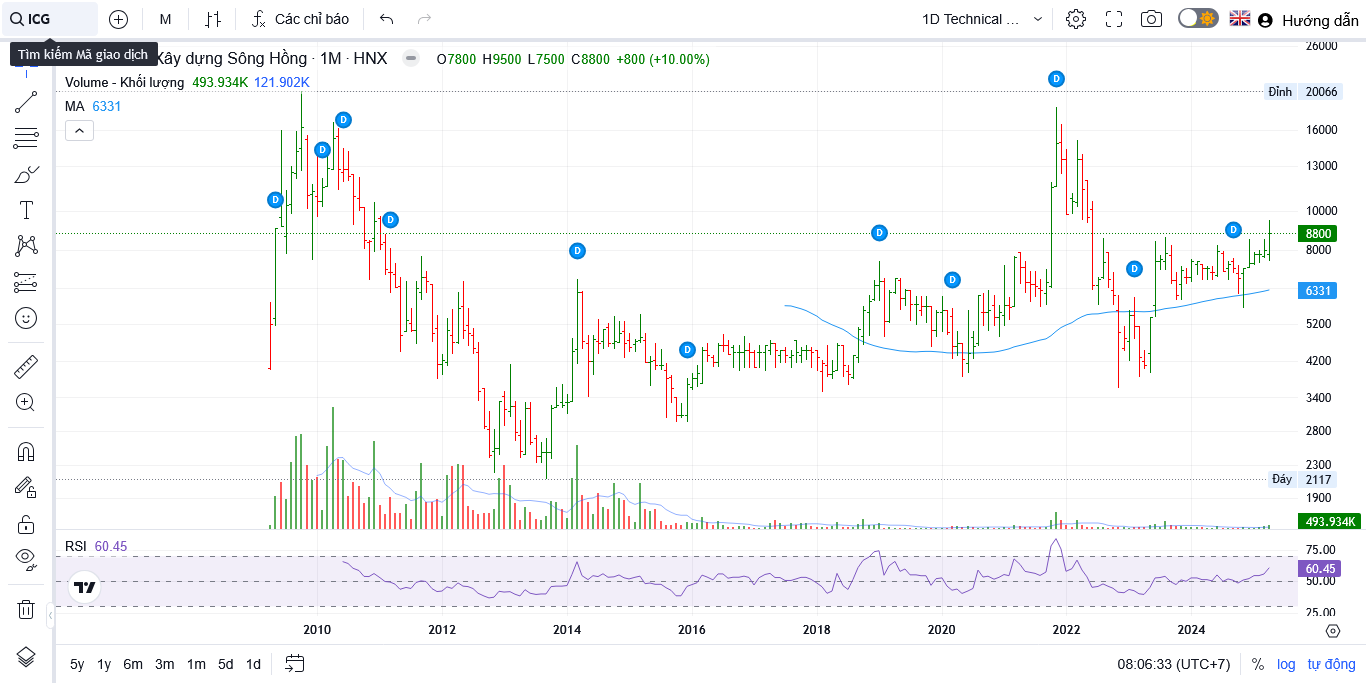 ICG
M
Các chỉ báo
1D Technical ...
Hướng dẫn
Tìm kiếm Mã giao dịch
Xây dựng Sông Hồng · 1M · HNX
O7800 H9500 L7500 C8800 +800 (+10.00%)
Volume - Khối lượng 493.934K 121.902K
MA 6331
D
D
D
D
D
D
D
D
D
D
D
26000
Đỉnh 20066
16000
13000
10000
8800
8000
6331
5200
4200
3400
2800
2300
Đáy 2117
1900
493.934K
RSI 60.45
75.00
60.45
50.00
25.00
2010 2012 2014 2016 2018 2020 2022 2024
5y 1y 6m 3m 1m 5d 1d
08:06:33 (UTC+7) % log tự động